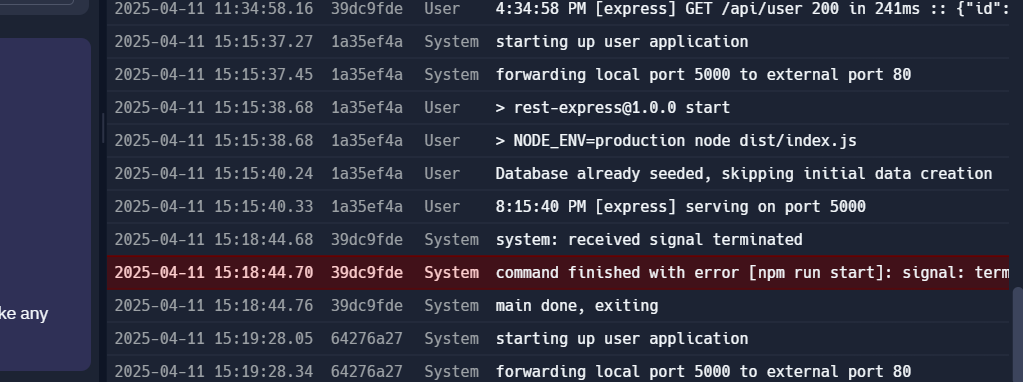 2025-04-11 11:34:58.16 39dc9fde User 4:34:58 PM [express] GET /api/user 200 in 241ms :: {"id":
2025-04-11 15:15:37.27 1a35ef4a System starting up user application
2025-04-11 15:15:37.45 1a35ef4a System forwarding local port 5000 to external port 80
2025-04-11 15:15:38.68 1a35ef4a User > rest-express@1.0.0 start
2025-04-11 15:15:38.68 1a35ef4a User > NODE_ENV=production node dist/index.js
2025-04-11 15:15:40.24 1a35ef4a User Database already seeded, skipping initial data creation
2025-04-11 15:15:40.33 1a35ef4a User 8:15:40 PM [express] serving on port 5000
2025-04-11 15:18:44.68 39dc9fde System system: received signal terminated
2025-04-11 15:18:44.70 39dc9fde System command finished with error [npm run start]: signal: term
ke any
2025-04-11 15:18:44.76 39dc9fde System main done, exiting
2025-04-11 15:19:28.05 64276a27 System starting up user application
2025-04-11 15:19:28.34 64276a27 System forwarding local port 5000 to external port 80